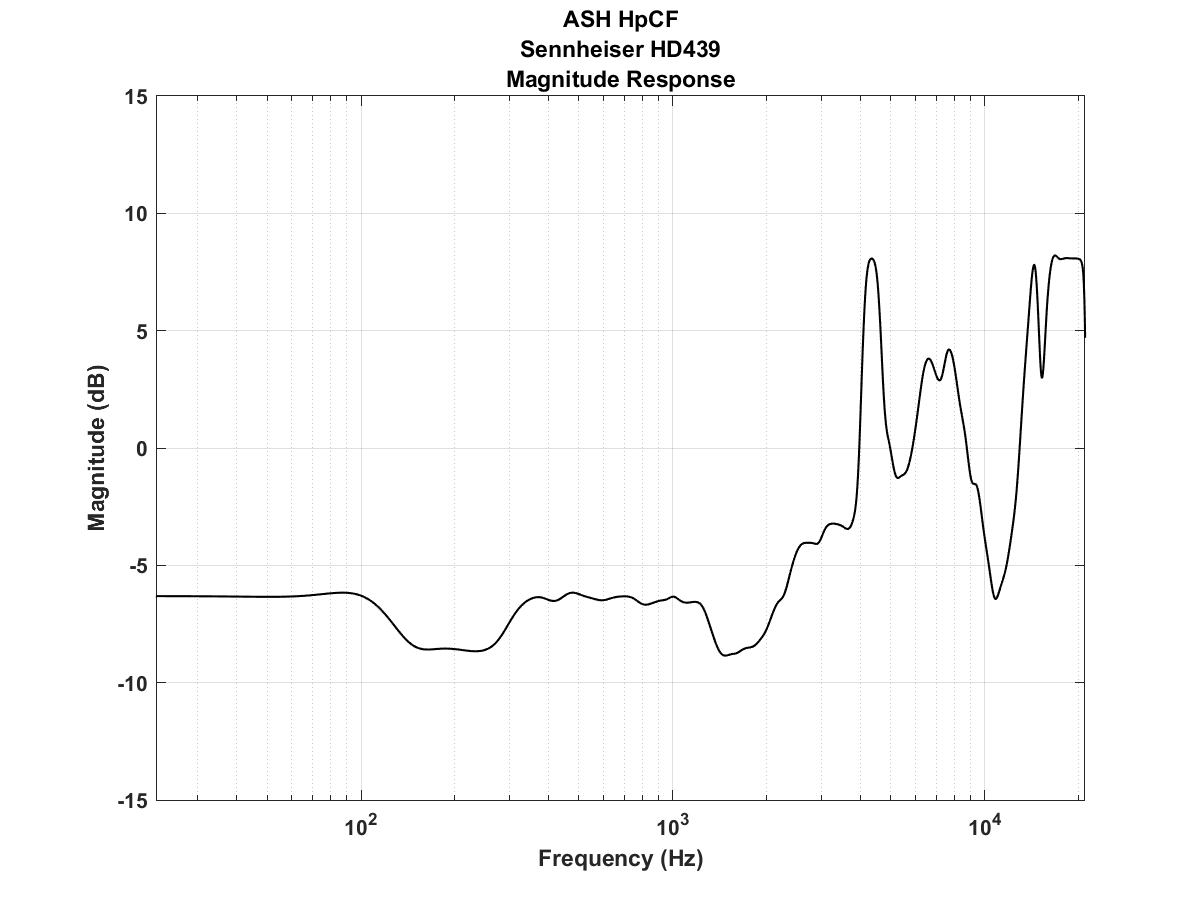 ASH HpCF
Sennheiser HD439
Magnitude Response
15
10
5
0
-5
-10
-15
Magnitude (dB)
10² 10³ 10⁴
Frequency (Hz)